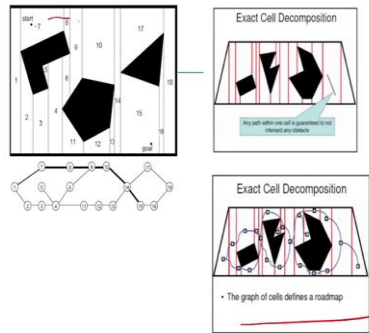 start
7
8
17
9
10
1
5
6
18
4
14
2
3
15
11
12
13
16
goal
Exact Cell Decomposition
Any path within one cell is guaranteed to not
intersect any obstacle
Exact Cell Decomposition
• The graph of cells defines a roadmap